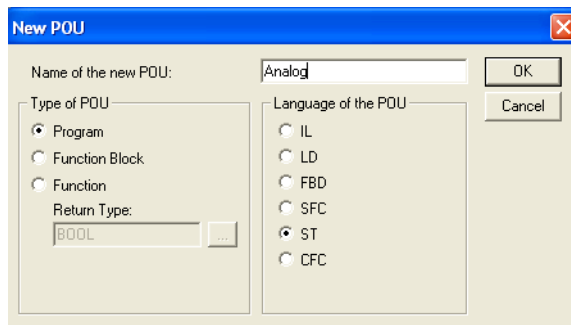 New POU
Name of the new POU:
Analog
OK
Cancel
Type of POU
Program
Function Block
Function
Return Type:
BOOL
...
Language of the POU
IL
LD
FBD
SFC
ST
CFC